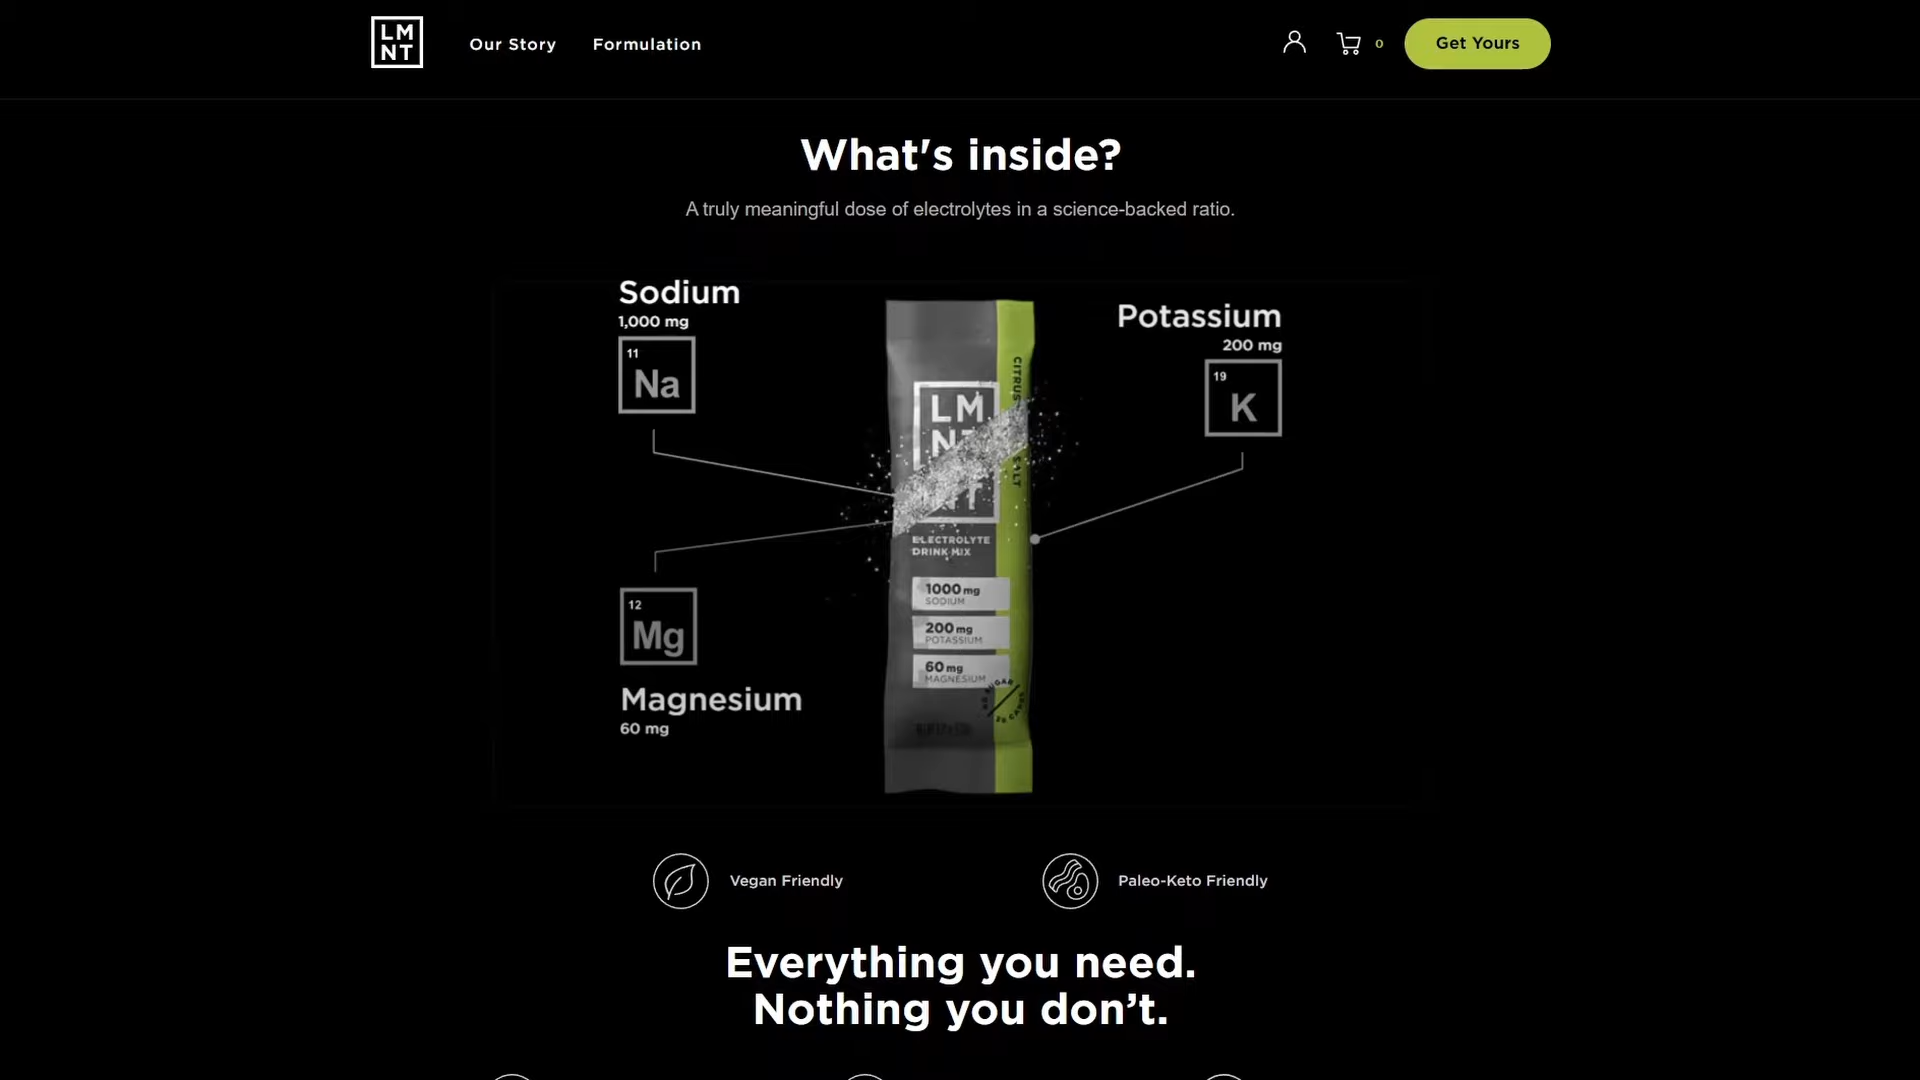 LM
NT
Our Story
Formulation
0
Get Yours
What's inside?
A truly meaningful dose of electrolytes in a science-backed ratio.
Sodium
1,000 mg
11
Na
Potassium
200 mg
19
K
LM
NT
CITRUS SALT
ELECTROLYTE
DRINK MIX
1000 mg
SODIUM
200 mg
POTASSIUM
60 mg
MAGNESIUM
SUGAR
12
Mg
Magnesium
60 mg
Vegan Friendly
Paleo-Keto Friendly
Everything you need.
Nothing you don’t.